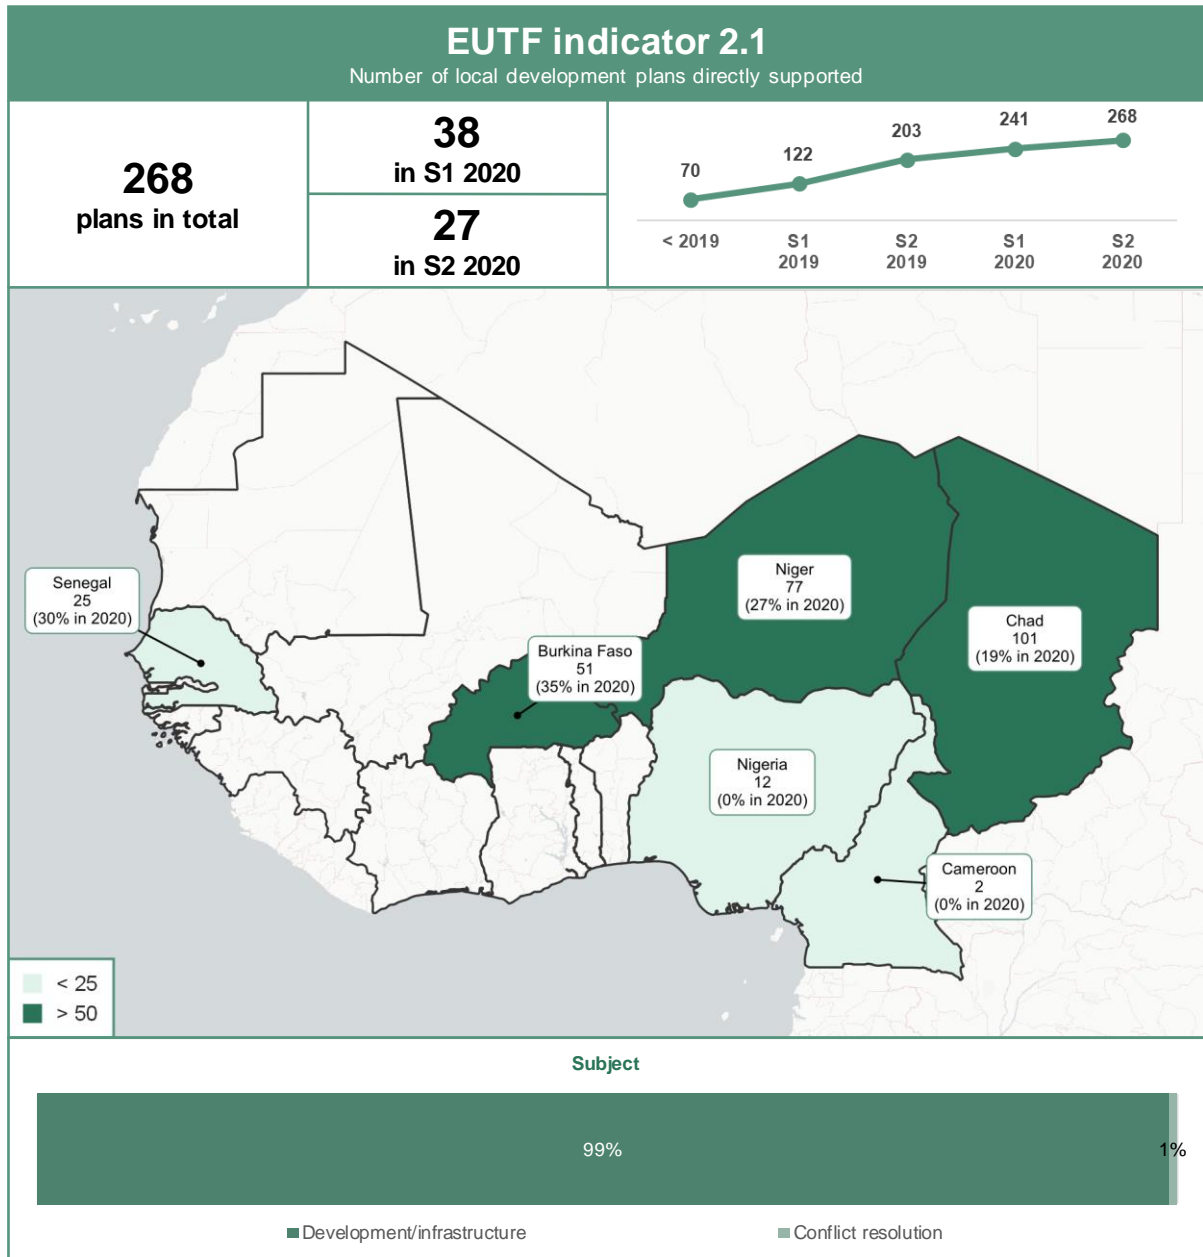 EUTF indicator 2.1
Number of local development plans directly supported
268
plans in total
38
in S1 2020
27
in S2 2020
70
122
203
241
268
< 2019
S1
2019
S2
2019
S1
2020
S2
2020
Senegal
25
(30% in 2020)
Burkina Faso
51
(35% in 2020)
Niger
77
(27% in 2020)
Chad
101
(19% in 2020)
Nigeria
12
(0% in 2020)
Cameroon
2
(0% in 2020)
< 25
> 50
Subject
99%
1%
Development/infrastructure
Conflict resolution